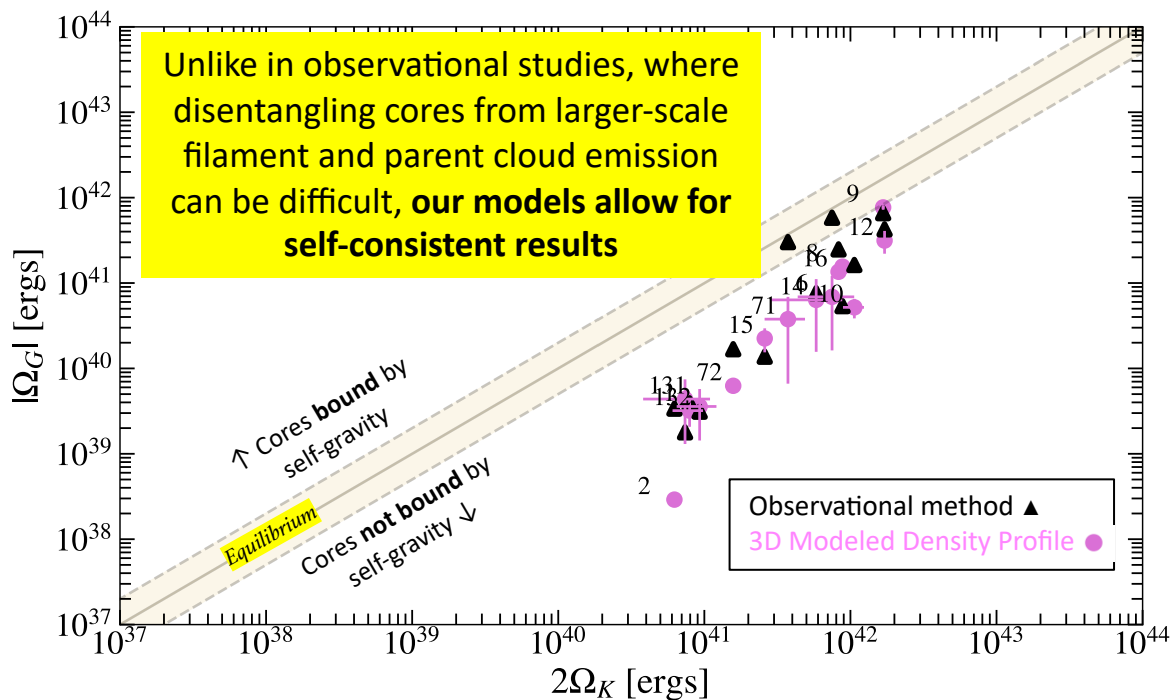 10^44
10^43
10^42
10^41
10^40
10^39
10^38
10^37
|Ω_G| [ergs]
Unlike in observational studies, where
disentangling cores from larger-scale
filament and parent cloud emission
can be difficult, our models allow for
self-consistent results
9
12
8
16
6
14
10
71
15
72
131
2
↑ Cores bound by
self-gravity
Equilibrium
Cores not bound by
self-gravity ↓
Observational method ▲
3D Modeled Density Profile ●
10^37
10^38
10^39
10^40
10^41
10^42
10^43
10^44
2Ω_K [ergs]